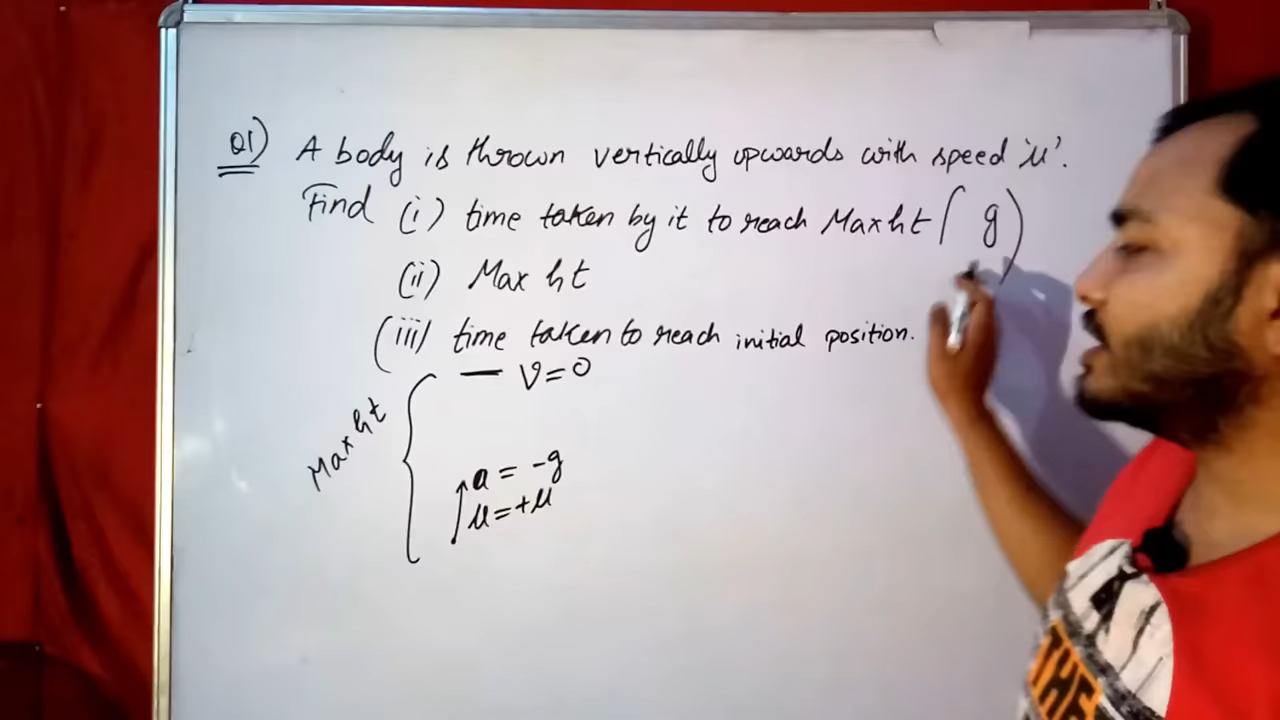 Q1) A body is thrown vertically upwards with speed 'u'.
Find (i) time taken by it to reach Max ht ( g )
(ii) Max ht
(iii) time taken to reach initial position.
V = 0
Max ht
a = -g
u = +u
THE